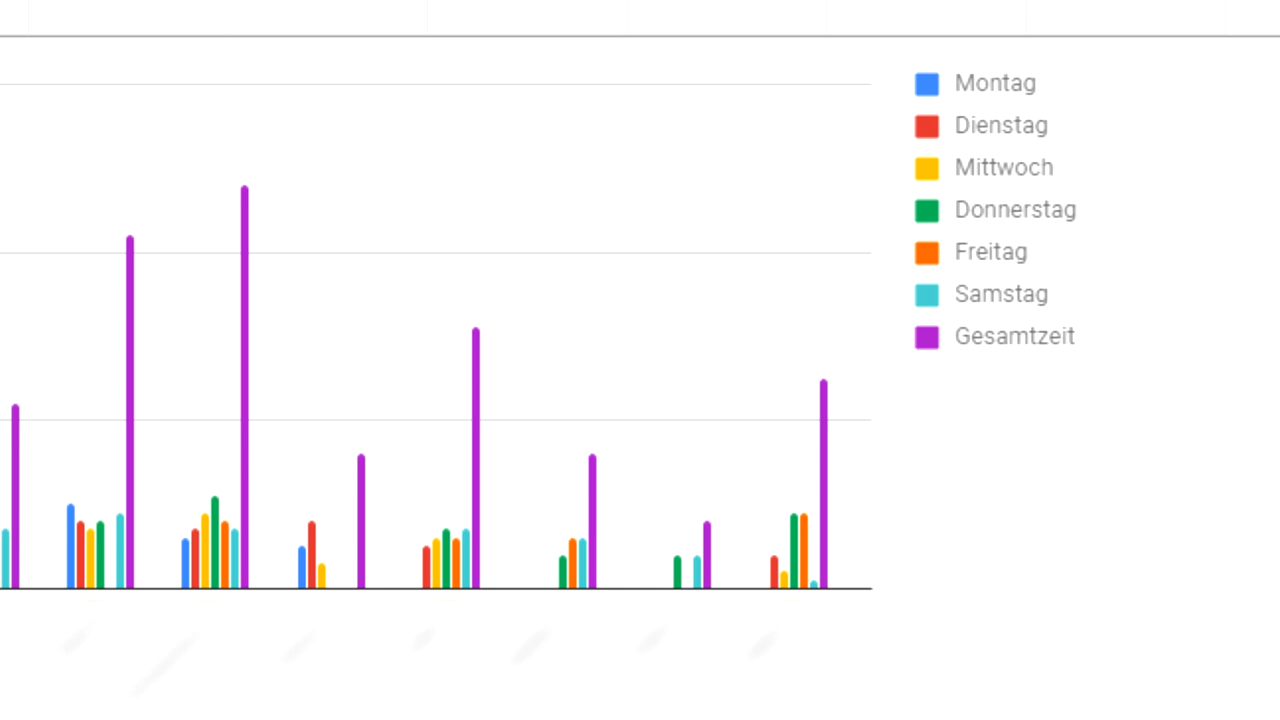 Montag
Dienstag
Mittwoch
Donnerstag
Freitag
Samstag
Gesamtzeit